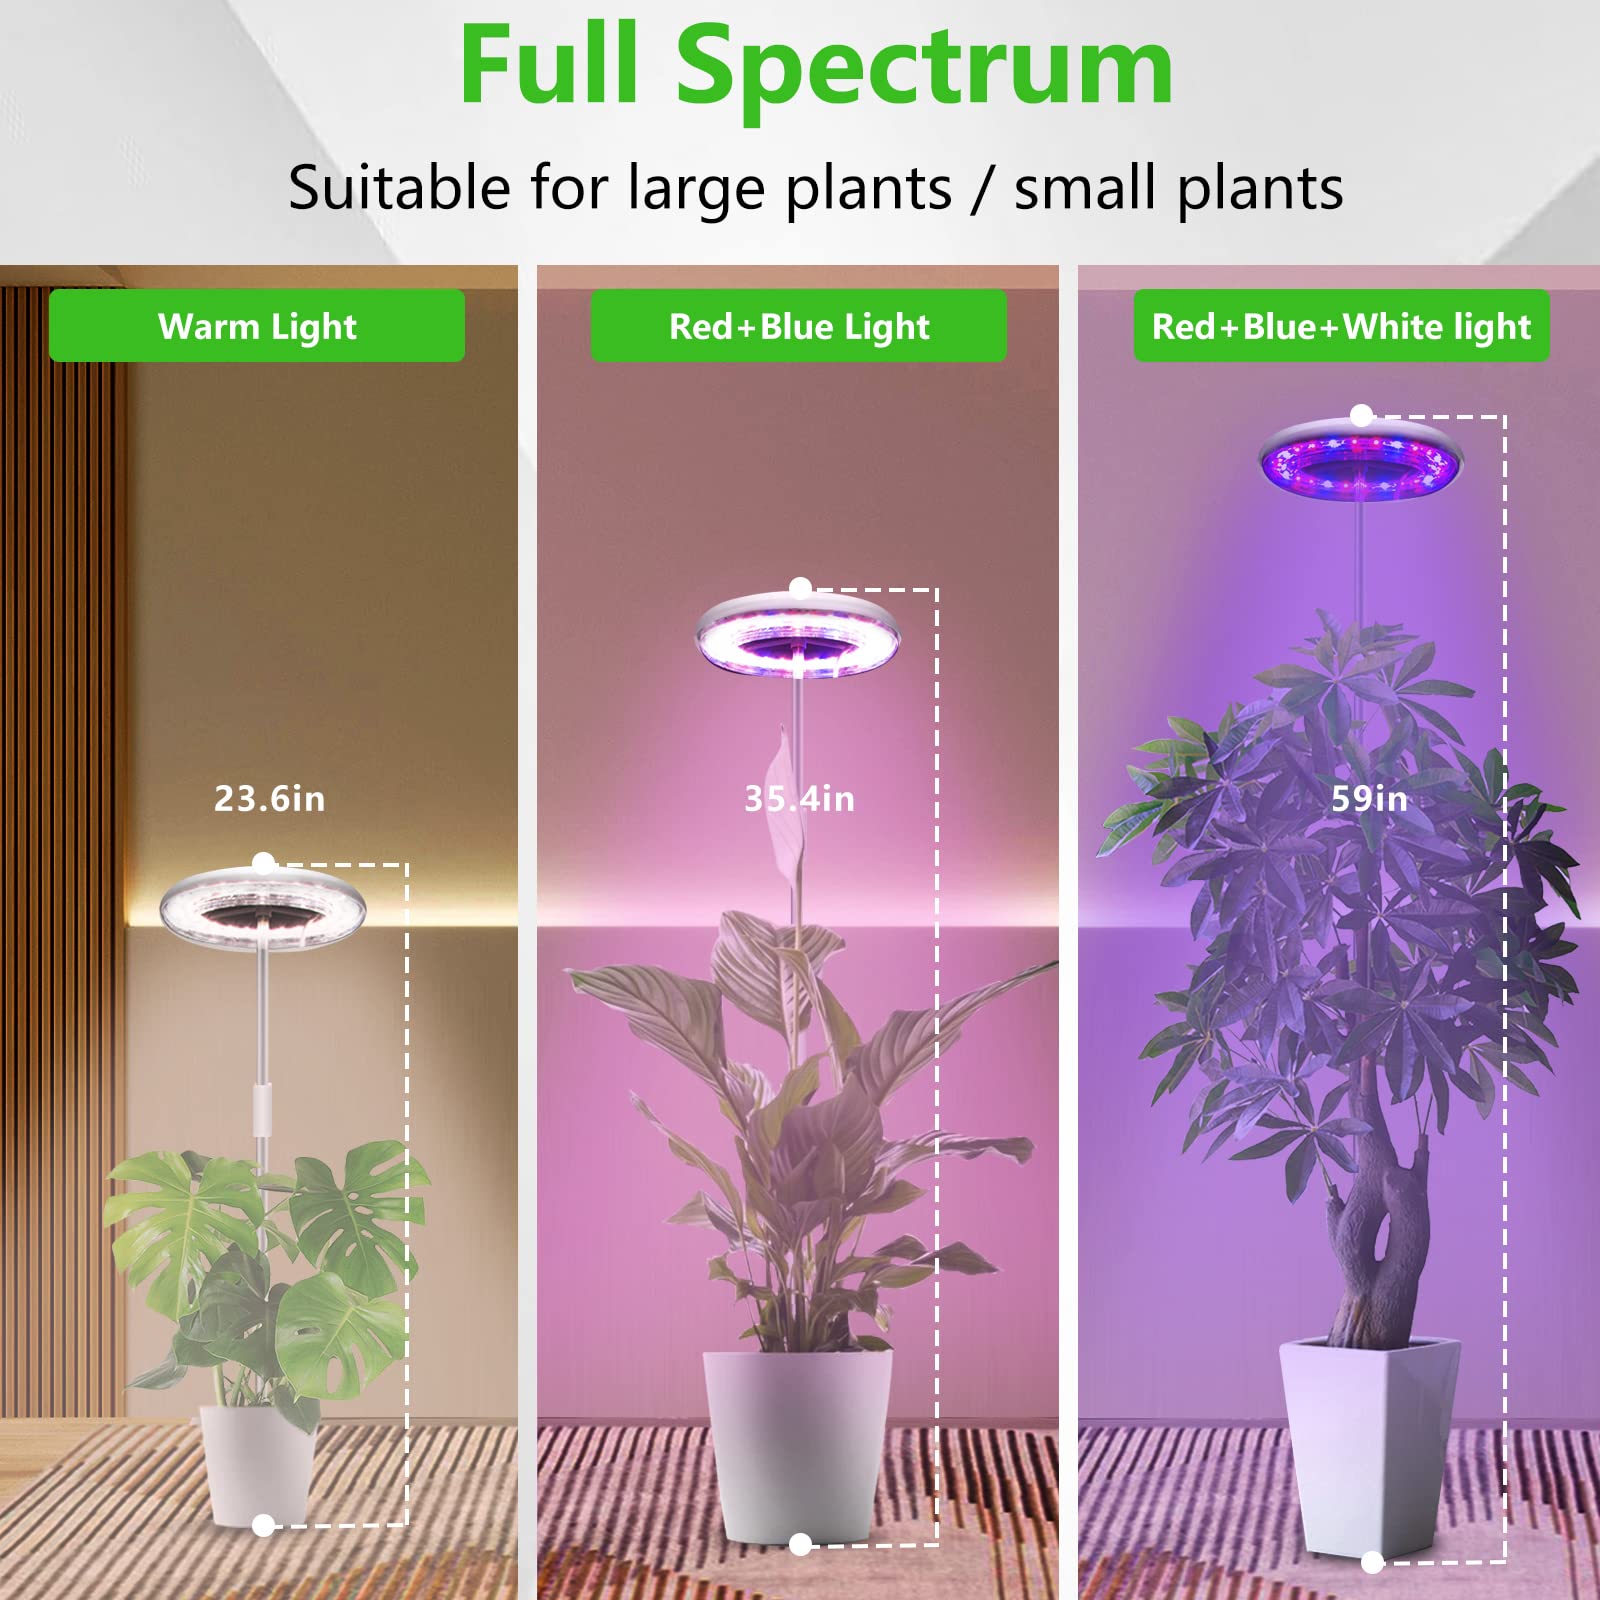 Full Spectrum
Suitable for large plants / small plants
Warm Light
Red+Blue Light
Red+Blue+White light
23.6in
35.4in
59in